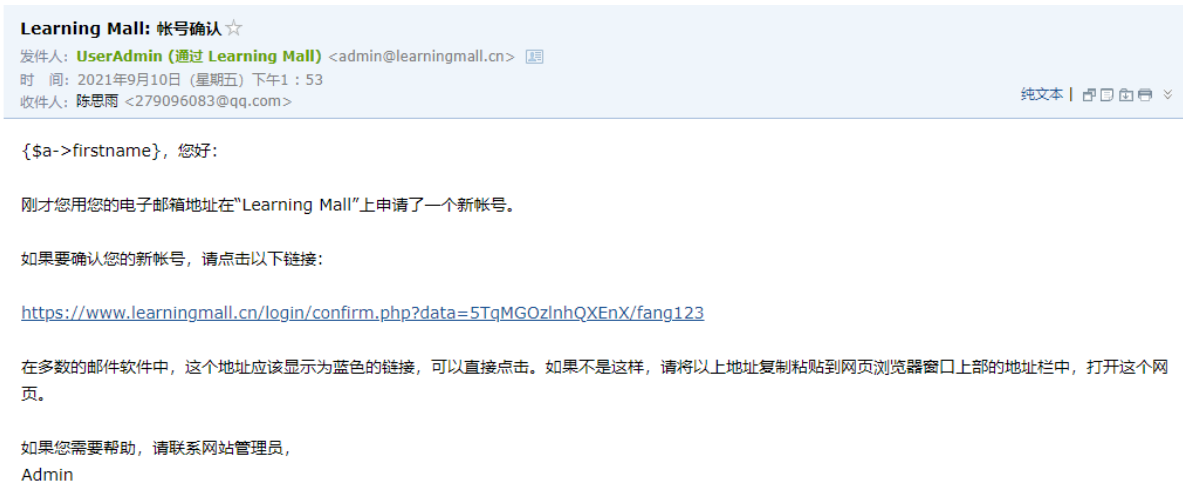 Learning Mall: 帐号确认☆
发件人: UserAdmin (通过 Learning Mall) <admin@learningmall.cn>
时 间: 2021年9月10日 (星期五) 下午1:53
收件人: 陈思雨 <279096083@qq.com>
纯文本 |
{$a->firstname}, 您好:
刚才您用您的电子邮箱地址在“Learning Mall”上申请了一个新帐号。
如果要确认您的新帐号, 请点击以下链接:
https://www.learningmall.cn/login/confirm.php?data=5TqMGOzlnhQXEnX/fang123
在多数的邮件软件中, 这个地址应该显示为蓝色的链接, 可以直接点击。如果不是这样, 请将以上地址复制粘贴到网页浏览器窗口上部的地址栏中, 打开这个网
页。
如果您需要帮助, 请联系网站管理员,
Admin